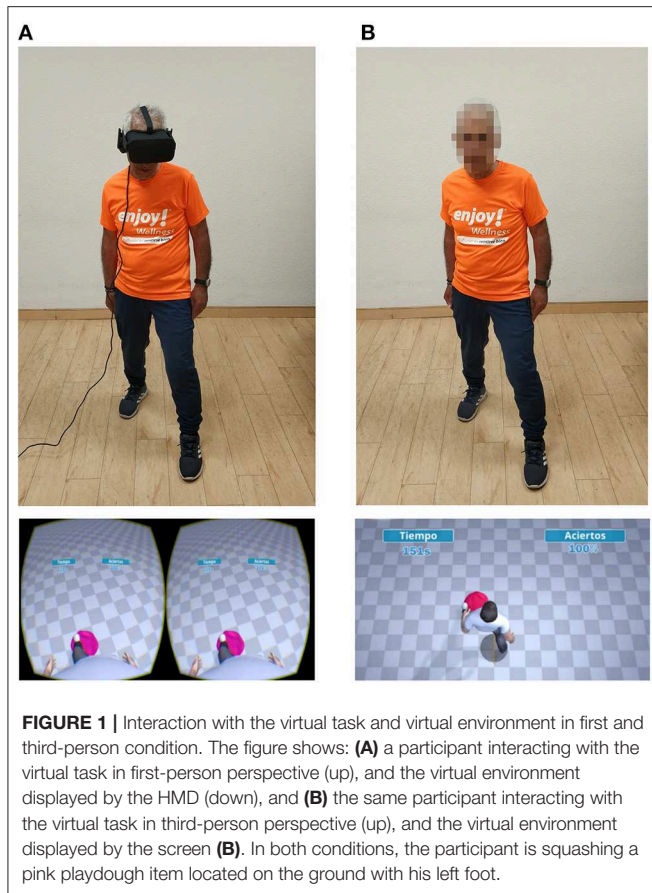 A
B
enjoy!
Wellness
enjoy!
Wellness
Tiempo
Aciertos
Tiempo
Aciertos
Tiempo
Aciertos
151s
100%
FIGURE 1 | Interaction with the virtual task and virtual environment in first and
third-person condition. The figure shows: (A) a participant interacting with the
virtual task in first-person perspective (up), and the virtual environment
displayed by the HMD (down), and (B) the same participant interacting with
the virtual task in third-person perspective (up), and the virtual environment
displayed by the screen (B). In both conditions, the participant is squashing a
pink playdough item located on the ground with his left foot.